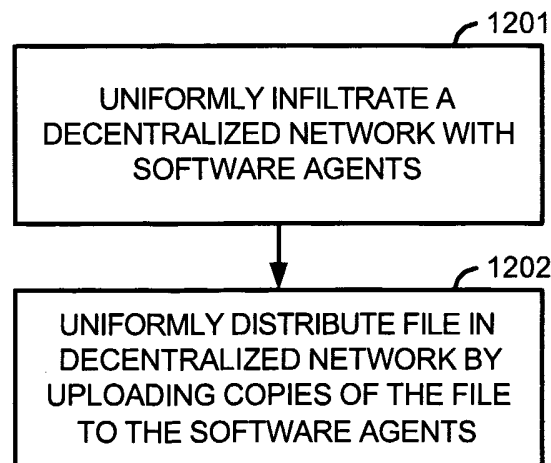 1201
UNIFORMLY INFILTRATE A
DECENTRALIZED NETWORK WITH
SOFTWARE AGENTS
1202
UNIFORMLY DISTRIBUTE FILE IN
DECENTRALIZED NETWORK BY
UPLOADING COPIES OF THE FILE
TO THE SOFTWARE AGENTS